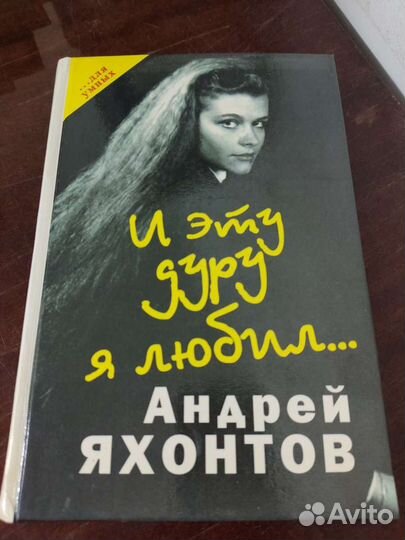 ...для
умных
И эту
дуру
я любил...
Андрей
ЯХОНТОВ
Avito